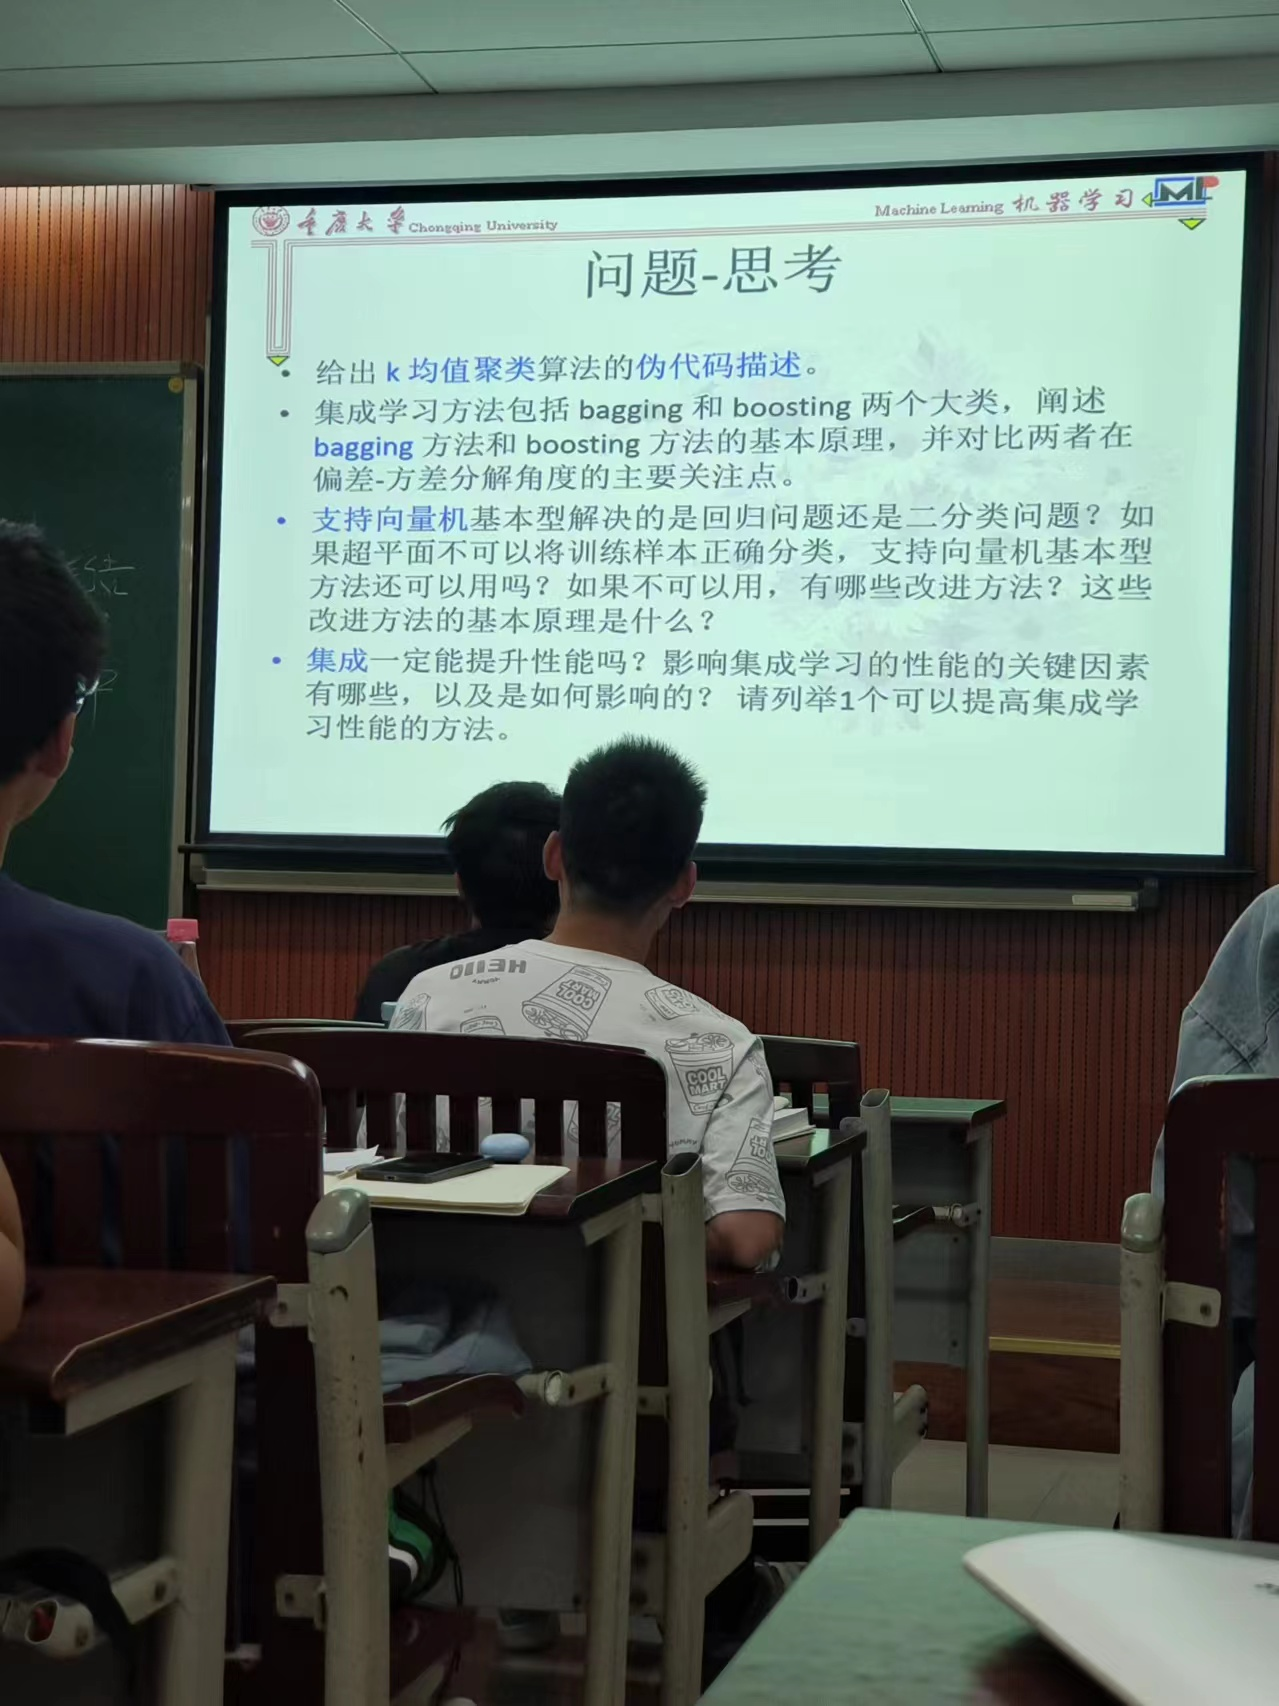 重庆大学 Chongqing University
Machine Learning 机器学习
问题-思考
• 给出 k 均值聚类算法的伪代码描述。
• 集成学习方法包括 bagging 和 boosting 两个大类，阐述
bagging 方法和 boosting 方法的基本原理，并对比两者在
偏差-方差分解角度的主要关注点。
• 支持向量机基本型解决的是回归问题还是二分类问题？如
果超平面不可以将训练样本正确分类，支持向量机基本型
方法还可以用吗？如果不可以用，有哪些改进方法？这些
改进方法的基本原理是什么？
• 集成一定能提升性能吗？影响集成学习的性能的关键因素
有哪些，以及是如何影响的？ 请列举1个可以提高集成学
习性能的方法。
COOL
MART
COOL
MART